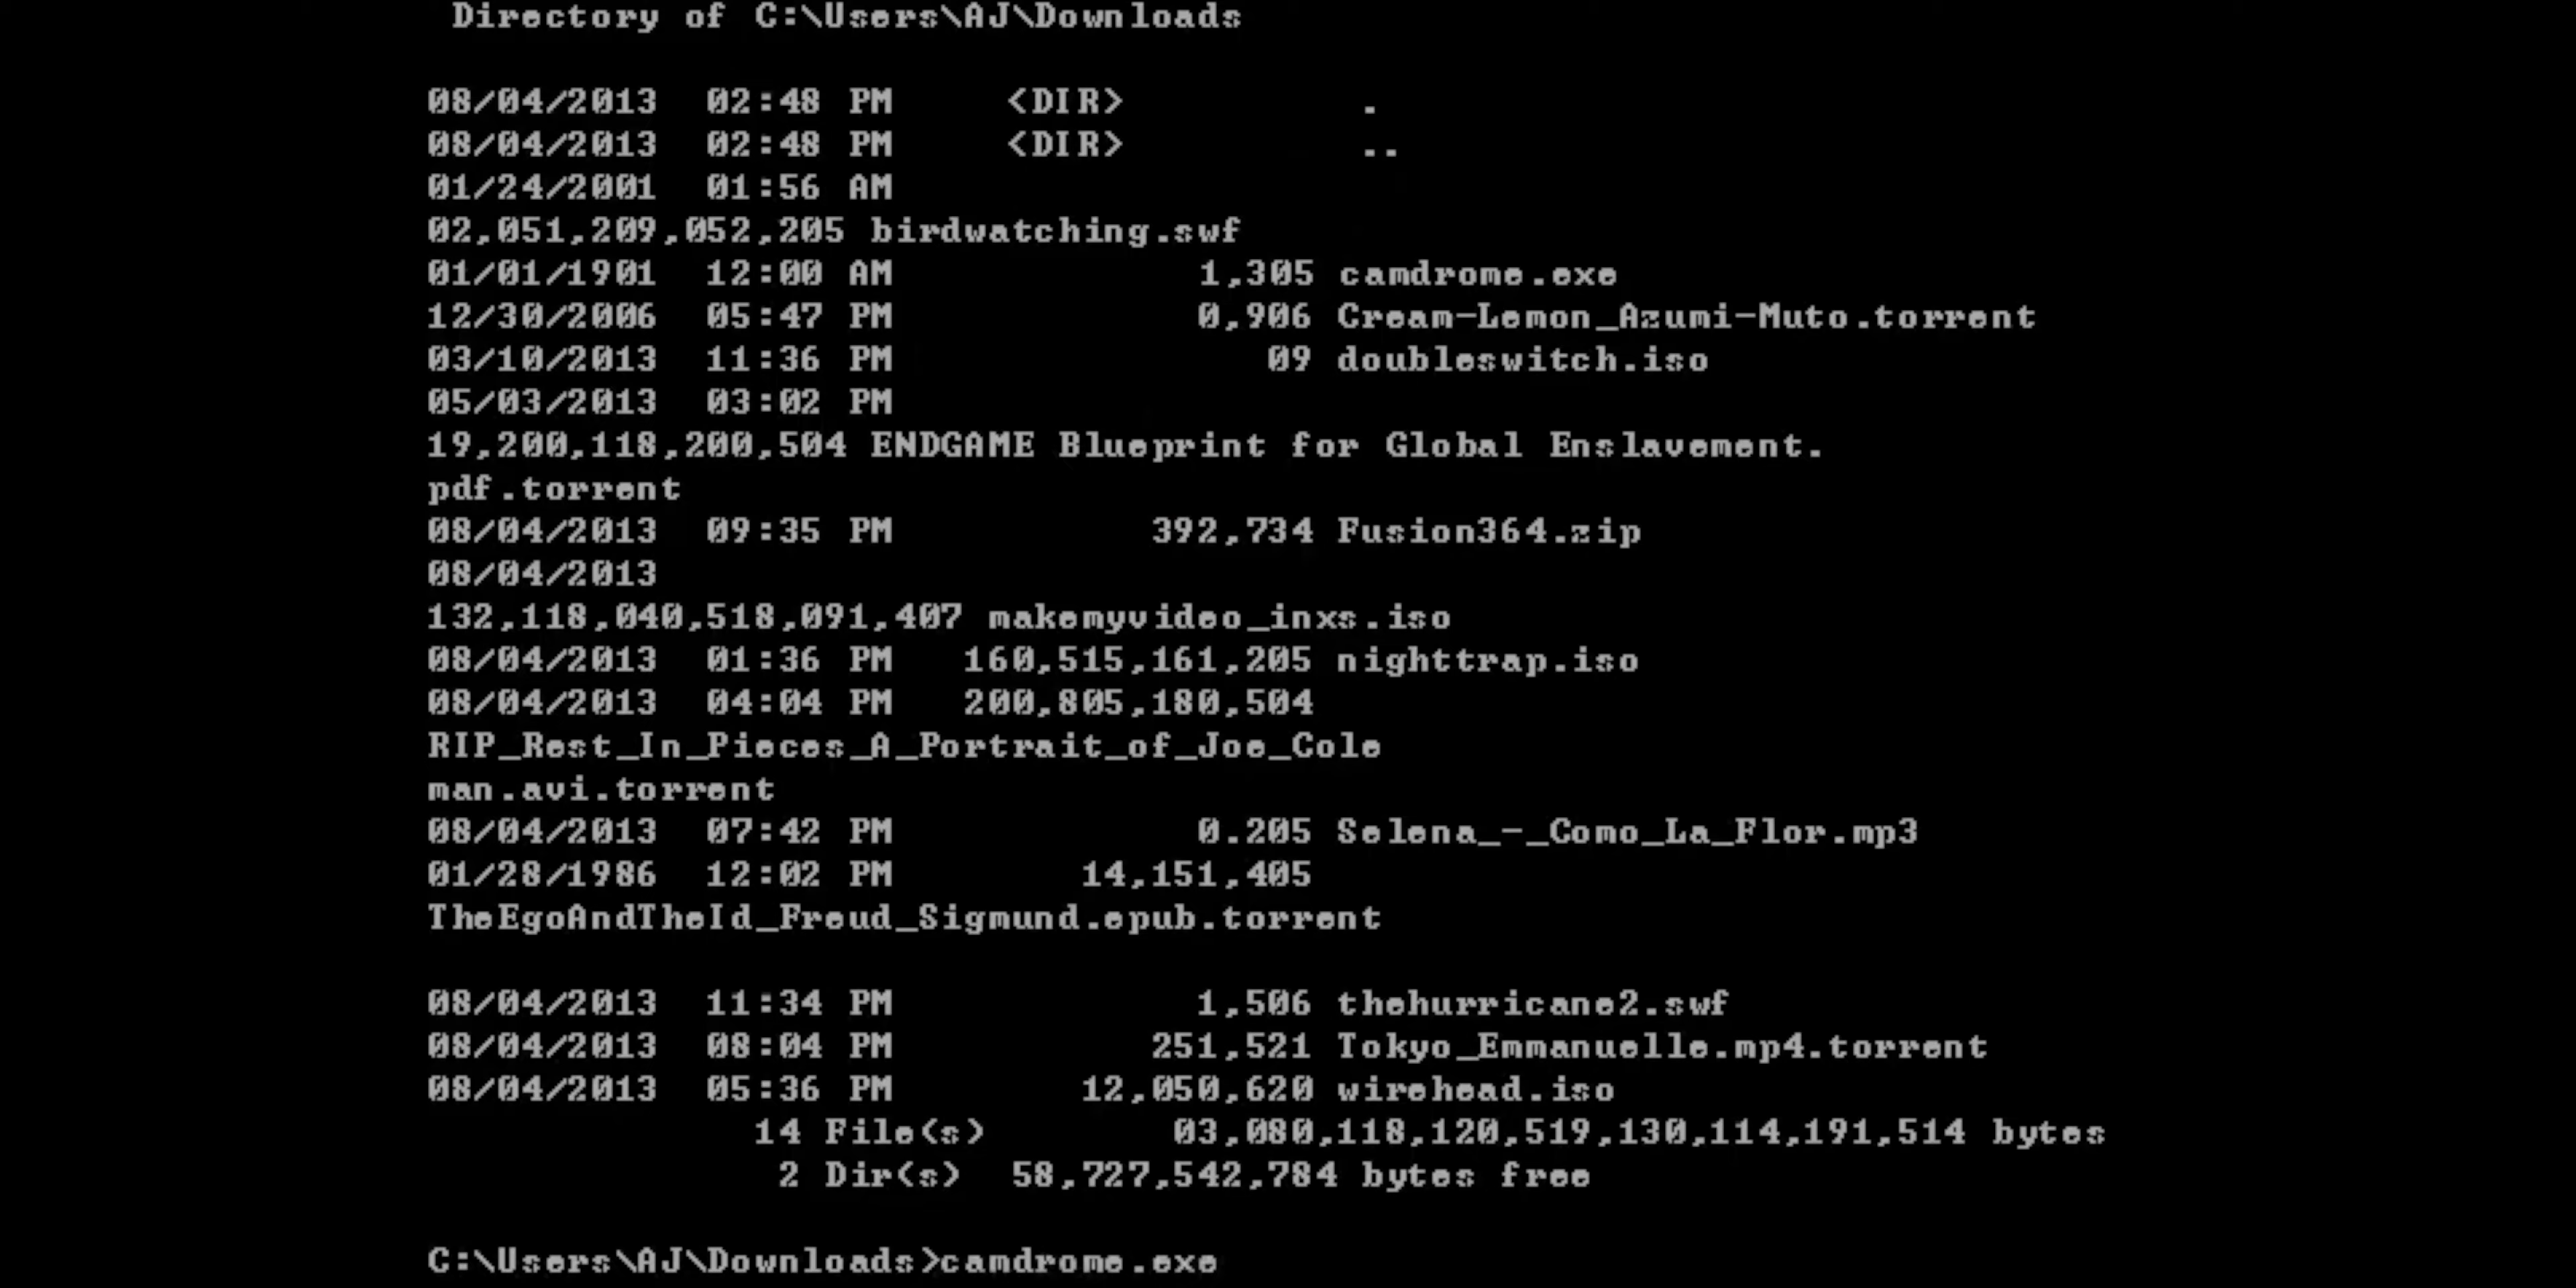 Directory of C:\Users\AJ\Downloads
08/04/2013  02:48 PM    <DIR>          .
08/04/2013  02:48 PM    <DIR>          ..
01/24/2001  01:56 AM
02,051,209,052,205 birdwatching.swf
01/01/1901  12:00 AM             1,305 camdrome.exe
12/30/2006  05:47 PM             0,906 Cream-Lemon_Azumi-Muto.torrent
03/10/2013  11:36 PM                09 doubleswitch.iso
05/03/2013  03:02 PM
19,200,118,200,504 ENDGAME Blueprint for Global Enslavement.
pdf.torrent
08/04/2013  09:35 PM           392,734 Fusion364.zip
08/04/2013
132,118,040,518,091,407 makemyvideo_inxs.iso
08/04/2013  01:36 PM   160,515,161,205 nighttrap.iso
08/04/2013  04:04 PM   200,805,180,504
RIP_Rest_In_Pieces_A_Portrait_of_Joe_Cole
man.avi.torrent
08/04/2013  07:42 PM             0.205 Selena_-_Como_La_Flor.mp3
01/28/1986  12:02 PM        14,151,405
TheEgoAndTheId_Freud_Sigmund.epub.torrent
08/04/2013  11:34 PM             1,506 thehurricane2.swf
08/04/2013  08:04 PM           251,521 Tokyo_Emmanuelle.mp4.torrent
08/04/2013  05:36 PM        12,050,620 wirehead.iso
14 File(s)        03,080,118,120,519,130,114,191,514 bytes
2 Dir(s)  58,727,542,784 bytes free
C:\Users\AJ\Downloads>camdrome.exe